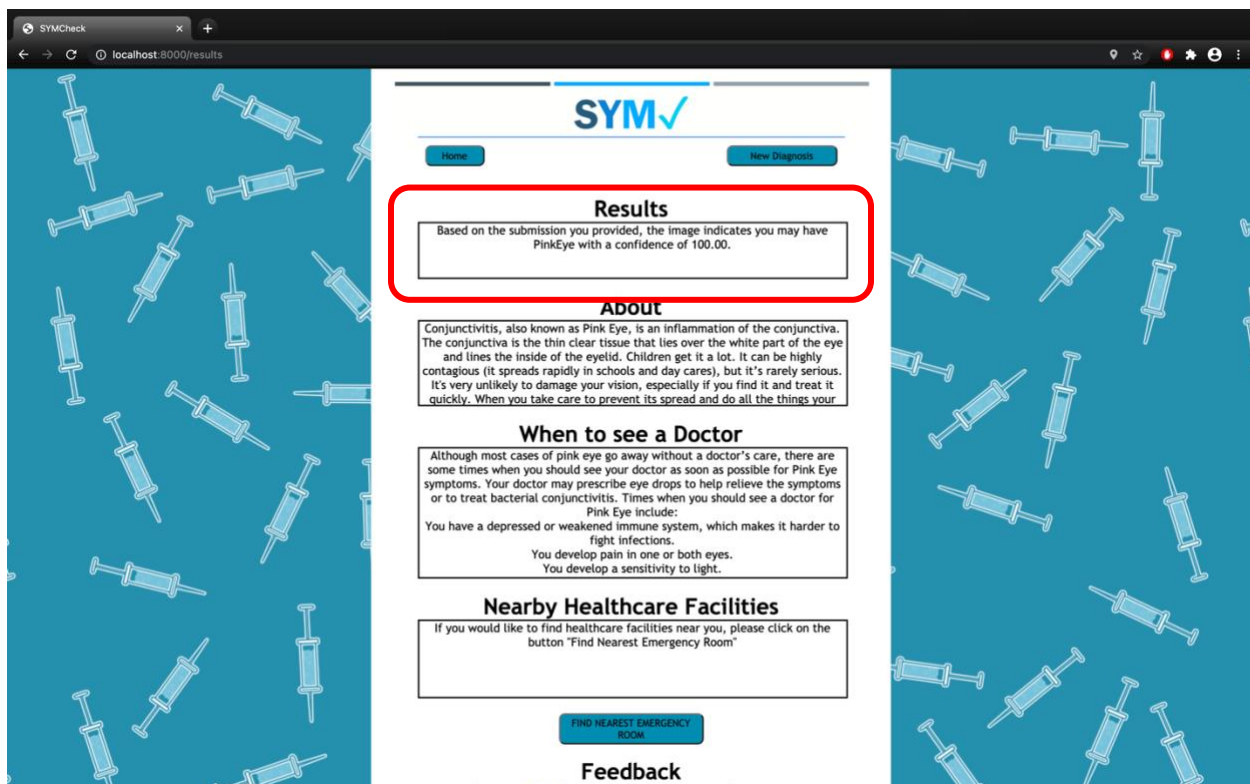 SYMCheck
localhost:8000/results
SYM✓
Home
New Diagnosis
Results
Based on the submission you provided, the image indicates you may have
PinkEye with a confidence of 100.00.
About
Conjunctivitis, also known as Pink Eye, is an inflammation of the conjunctiva.
The conjunctiva is the thin clear tissue that lies over the white part of the eye
and lines the inside of the eyelid. Children get it a lot. It can be highly
contagious (it spreads rapidly in schools and day cares), but it’s rarely serious.
It's very unlikely to damage your vision, especially if you find it and treat it
quickly. When you take care to prevent its spread and do all the things your
When to see a Doctor
Although most cases of pink eye go away without a doctor’s care, there are
some times when you should see your doctor as soon as possible for Pink Eye
symptoms. Your doctor may prescribe eye drops to help relieve the symptoms
or to treat bacterial conjunctivitis. Times when you should see a doctor for
Pink Eye include:
You have a depressed or weakened immune system, which makes it harder to
fight infections.
You develop pain in one or both eyes.
You develop a sensitivity to light.
Nearby Healthcare Facilities
If you would like to find healthcare facilities near you, please click on the
button "Find Nearest Emergency Room"
FIND NEAREST EMERGENCY
ROOM
Feedback